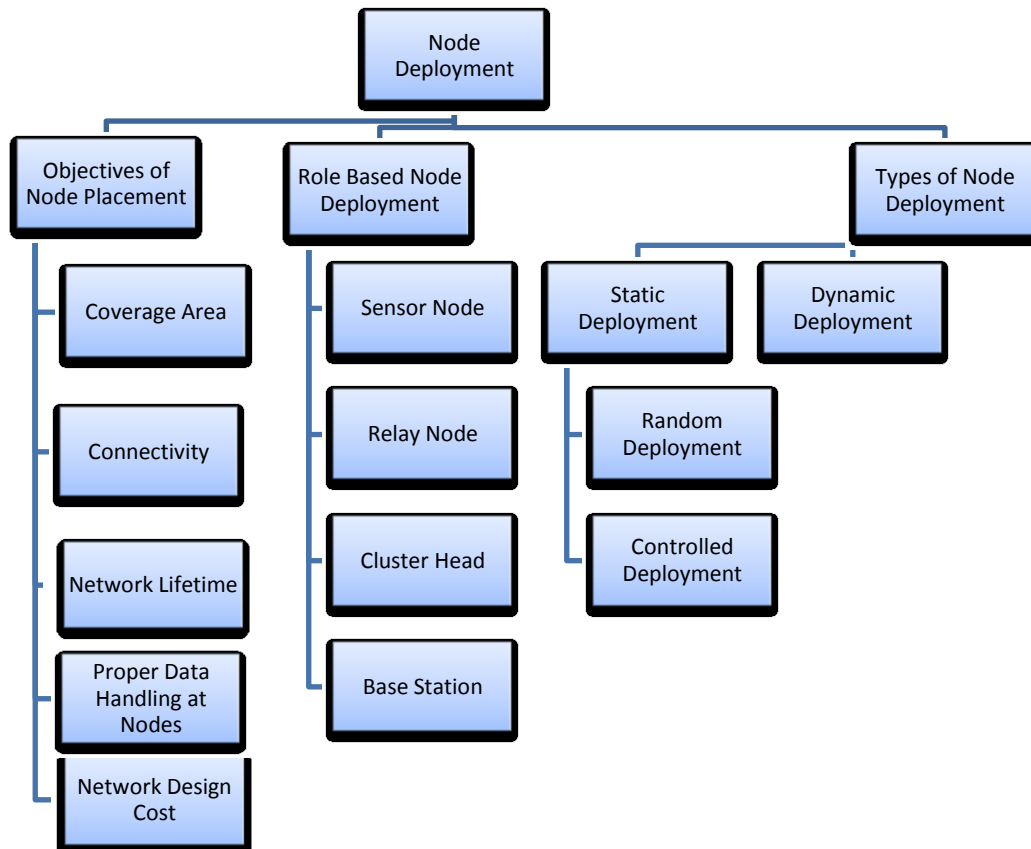 Node
Deployment
Objectives of
Node Placement
Role Based Node
Deployment
Types of Node
Deployment
Coverage Area
Connectivity
Network Lifetime
Proper Data
Handling at
Nodes
Network Design
Cost
Sensor Node
Relay Node
Cluster Head
Base Station
Static
Deployment
Dynamic
Deployment
Random
Deployment
Controlled
Deployment